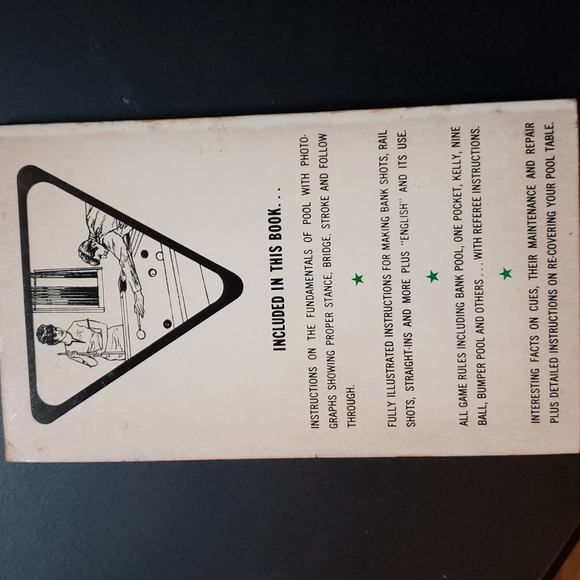 INCLUDED IN THIS BOOK...
INSTRUCTIONS ON THE FUNDAMENTALS OF POOL WITH PHOTO-
GRAPHS SHOWING PROPER STANCE, BRIDGE, STROKE AND FOLLOW
THROUGH.
FULLY ILLUSTRATED INSTRUCTIONS FOR MAKING BANK SHOTS, RAIL
SHOTS, STRAIGHT-INS AND MORE PLUS "ENGLISH" AND ITS USE.
ALL GAME RULES INCLUDING BANK POOL, ONE POCKET, KELLY, NINE
BALL, BUMPER POOL AND OTHERS.... WITH REFEREE INSTRUCTIONS.
INTERESTING FACTS ON CUES, THEIR MAINTENANCE AND REPAIR
PLUS DETAILED INSTRUCTIONS ON RE-COVERING YOUR POOL TABLE.